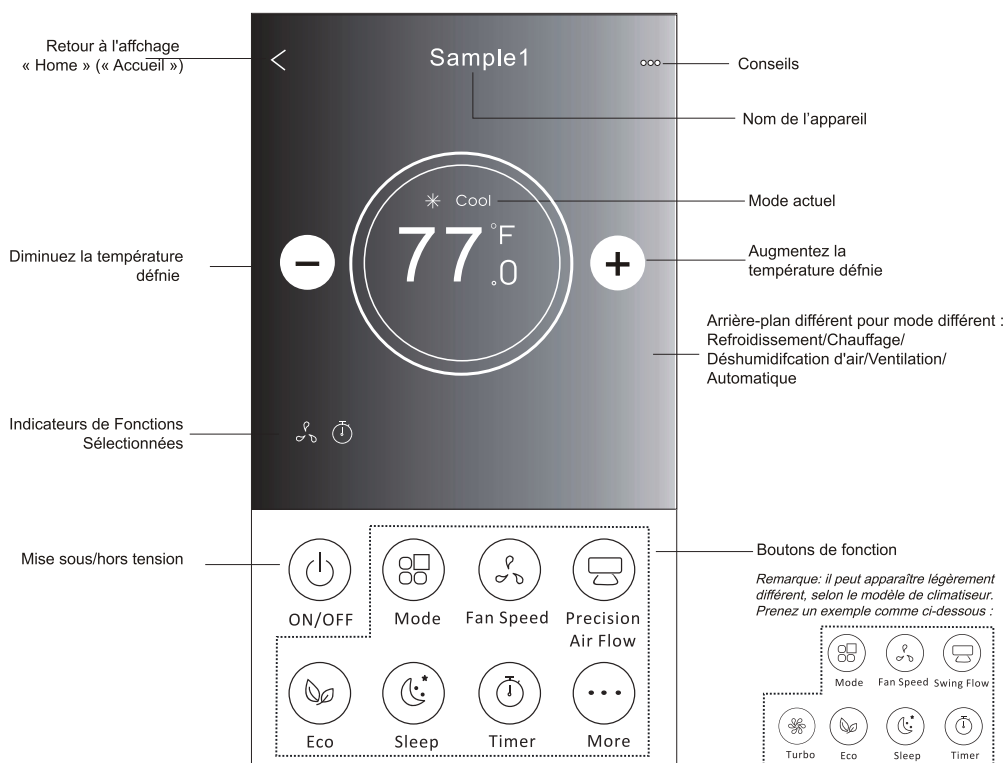 Retour à l'affchage
« Home » (« Accueil »)
Sample1
Conseils
Nom de l'appareil
Cool
Mode actuel
77.0 °F
Diminuez la température
défnie
Augmentez la
température défnie
Arrière-plan différent pour mode différent :
Refroidissement/Chauffage/
Déshumidifcation d'air/Ventilation/
Automatique
Indicateurs de Fonctions
Sélectionnées
Mise sous/hors tension
Boutons de fonction
ON/OFF
Mode
Fan Speed
Precision
Air Flow
Eco
Sleep
Timer
More
Remarque: il peut apparaître légèrement
différent, selon le modèle de climatiseur.
Prenez un exemple comme ci-dessous :
Mode
Fan Speed
Swing Flow
Turbo
Eco
Sleep
Timer